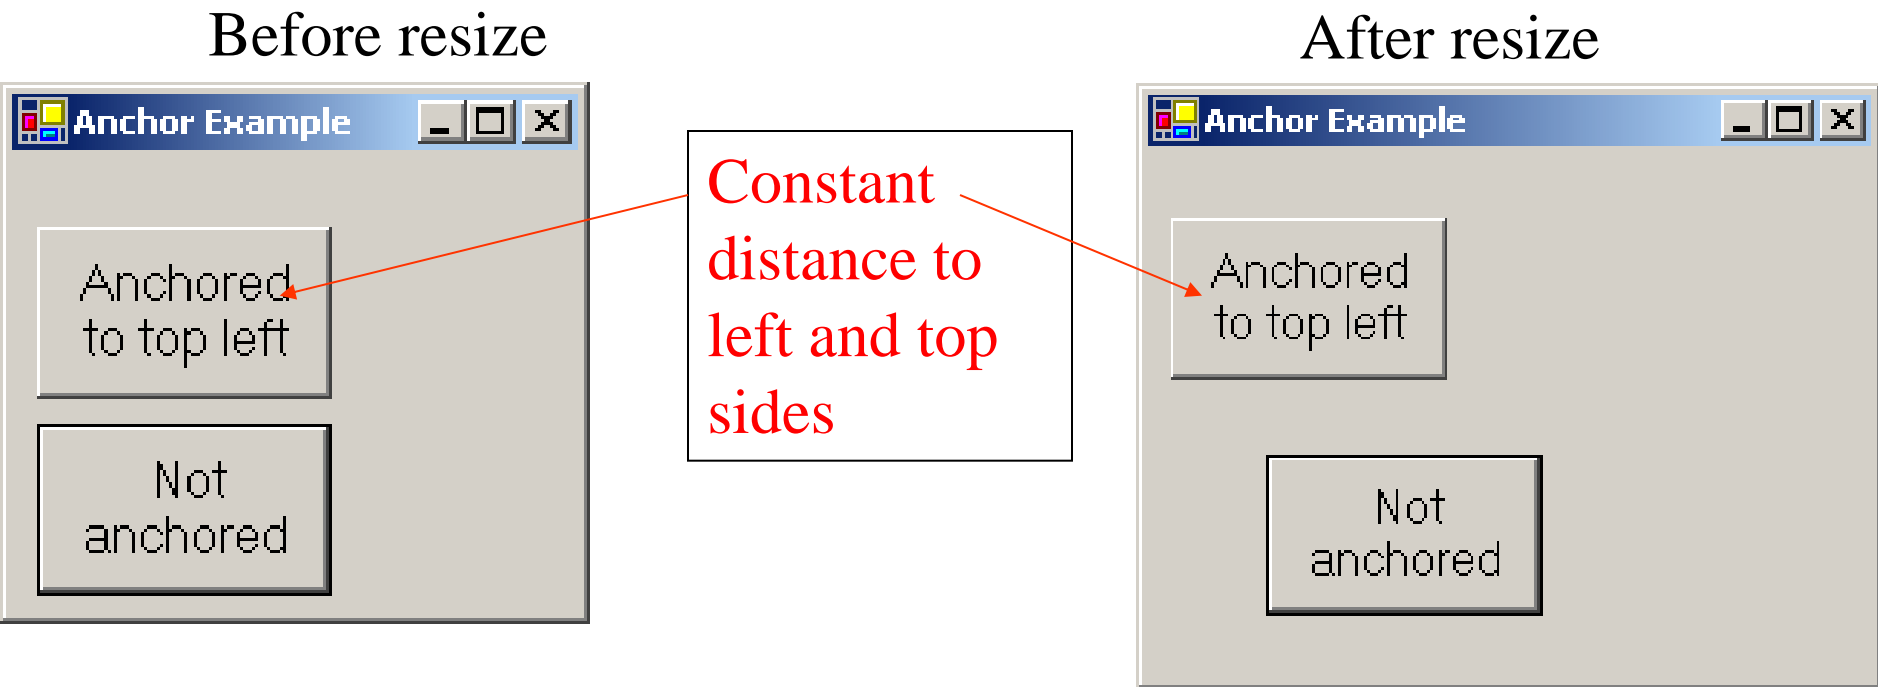 Before resize
After resize
Anchor Example
Anchored
to top left
Not
anchored
Constant
distance to
left and top
sides
Anchor Example
Anchored
to top left
Not
anchored